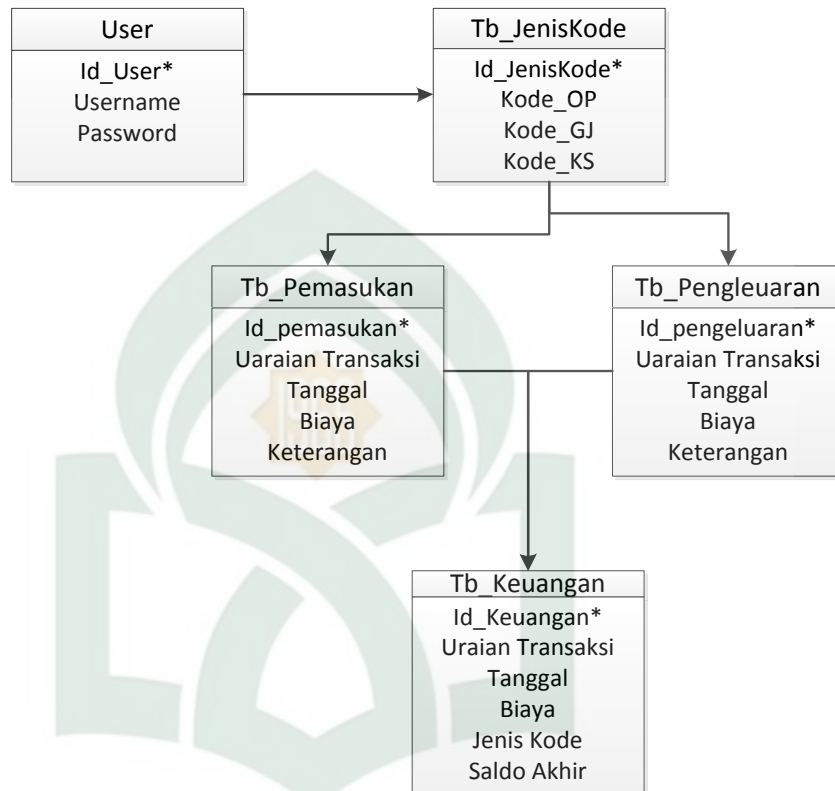 User
Id_User*
Username
Password
Tb_JenisKode
Id_JenisKode*
Kode_OP
Kode_GJ
Kode_KS
Tb_Pemasukan
Id_pemasukan*
Uaraian Transaksi
Tanggal
Biaya
Keterangan
Tb_Pengleuaran
Id_pengeluaran*
Uaraian Transaksi
Tanggal
Biaya
Keterangan
Tb_Keuangan
Id_Keuangan*
Uraian Transaksi
Tanggal
Biaya
Jenis Kode
Saldo Akhir